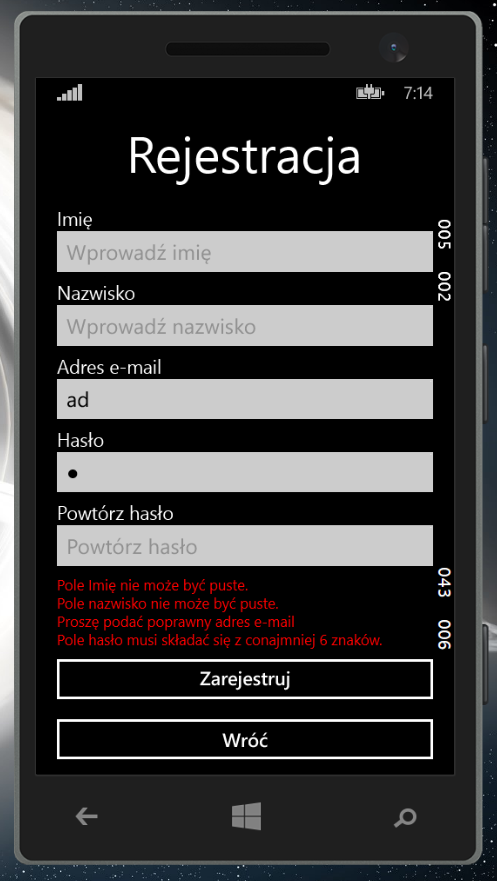 7:14
Rejestracja
Imię
Wprowadź imię
005
002
Nazwisko
Wprowadź nazwisko
Adres e-mail
ad
Hasło
●
Powtórz hasło
Powtórz hasło
043
006
Pole Imię nie może być puste.
Pole nazwisko nie może być puste.
Proszę podać poprawny adres e-mail
Pole hasło musi składać się z conajmniej 6 znaków.
Zarejestruj
Wróć